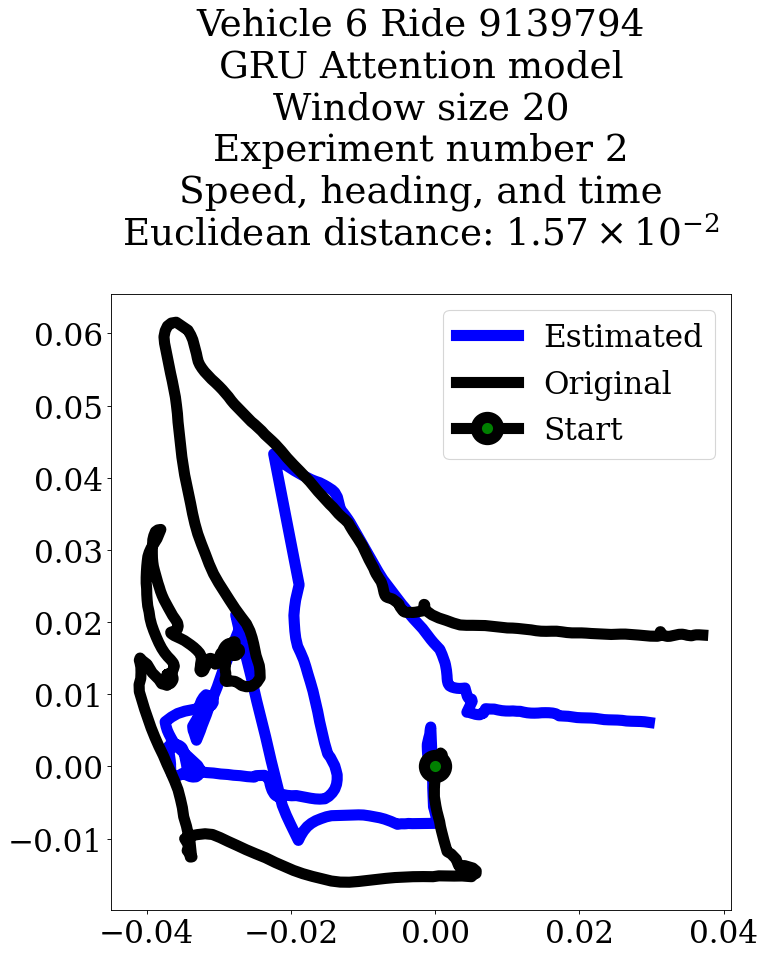 Vehicle 6 Ride 9139794
GRU Attention model
Window size 20
Experiment number 2
Speed, heading, and time
Euclidean distance: 1.57 × 10⁻²
Estimated
Original
Start
0.06
0.05
0.04
0.03
0.02
0.01
0.00
−0.01
−0.04 −0.02 0.00 0.02 0.04